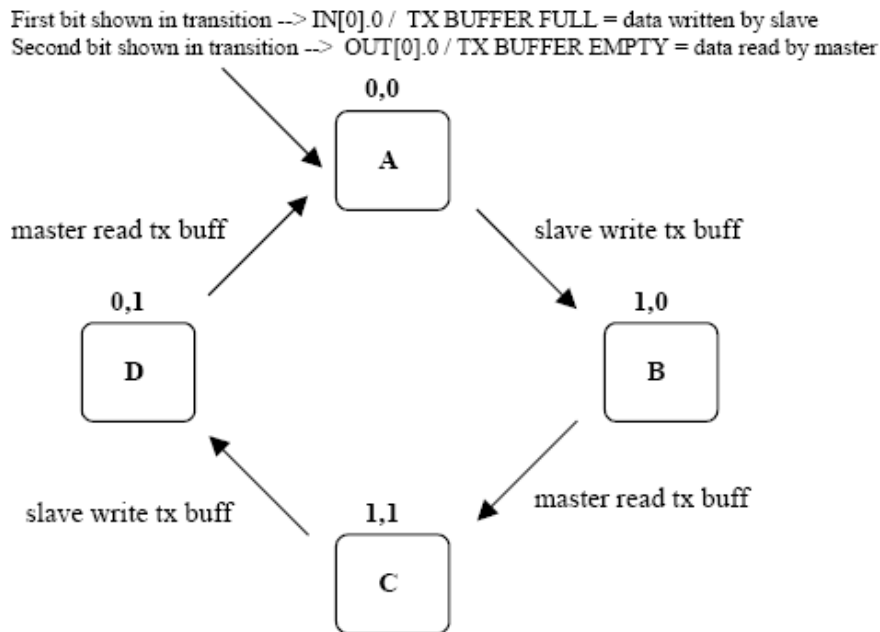 First bit shown in transition --> IN[0].0 / TX BUFFER FULL = data written by slave
Second bit shown in transition --> OUT[0].0 / TX BUFFER EMPTY = data read by master
0,0
A
master read tx buff
slave write tx buff
0,1
1,0
D
B
slave write tx buff
master read tx buff
1,1
C